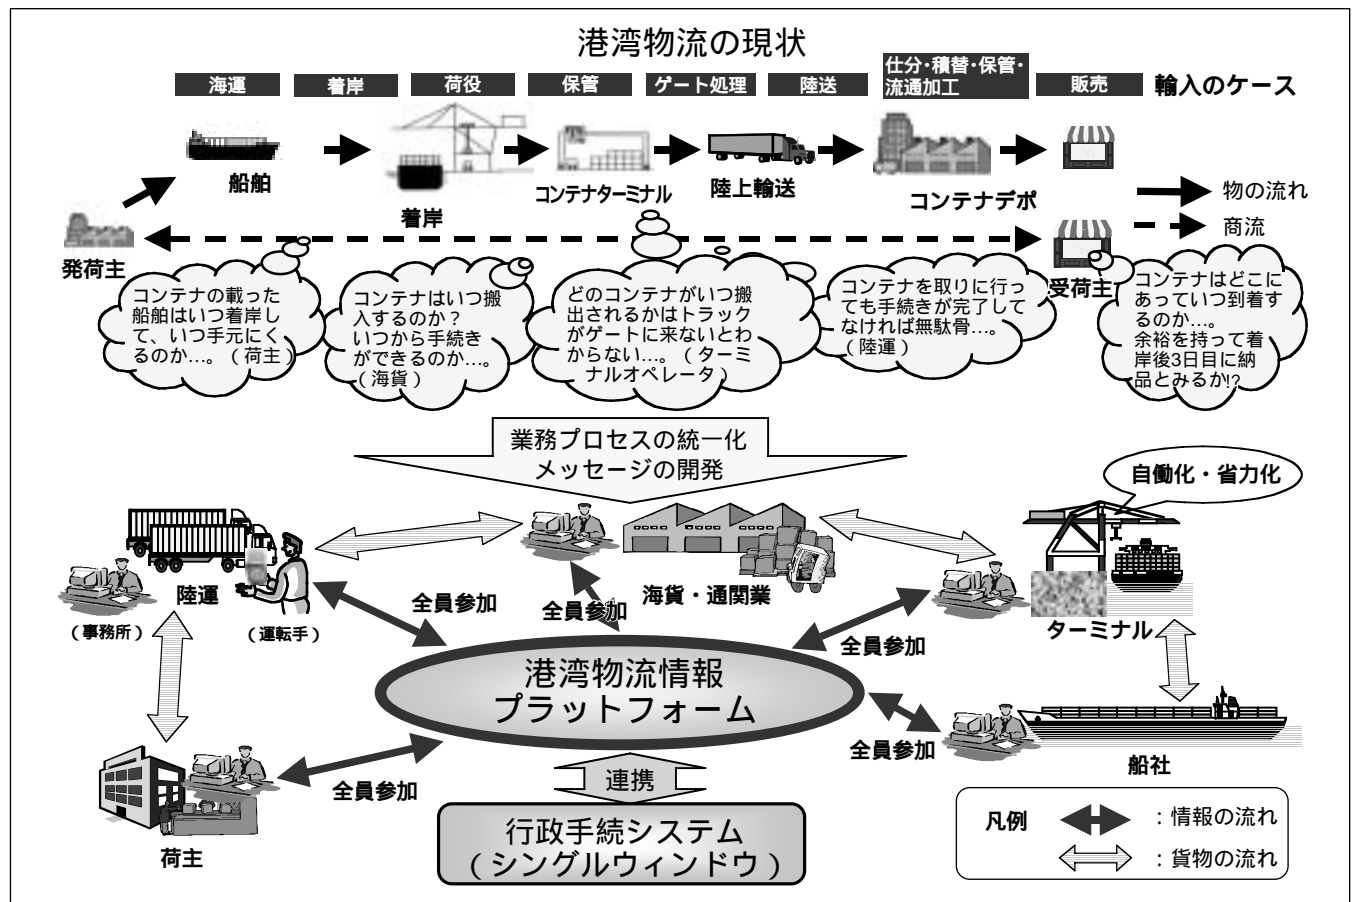 港湾物流の現状
海運
着岸
荷役
保管
ゲート処理
陸送
仕分・積替・保管・
流通加工
販売
輸入のケース
船舶
着岸
コンテナターミナル
陸上輸送
コンテナデポ
物の流れ
商流
発荷主
受荷主
コンテナの載った
船舶はいつ着岸し
て、いつ手元にく
るのか…。（荷主）
コンテナはいつ搬
入するのか？
いつから手続き
ができるのか…。
（海貨）
どのコンテナがいつ搬
出されるかはトラック
がゲートに来ないとわ
からない…。（ターミ
ナルオペレータ）
コンテナを取りに行っ
ても手続きが完了して
なければ無駄骨…。
（陸運）
コンテナはどこに
あっていつ到着す
るのか…。
余裕を持って着
岸後3日目に納
品とみるか!?
業務プロセスの統一化
メッセージの開発
自働化・省力化
陸運
（事務所）
（運転手）
全員参加
全員参加
海貨・通関業
全員参加
ターミナル
港湾物流情報
プラットフォーム
全員参加
船社
全員参加
荷主
連携
行政手続システム
（シングルウィンドウ）
凡例
：情報の流れ
：貨物の流れ